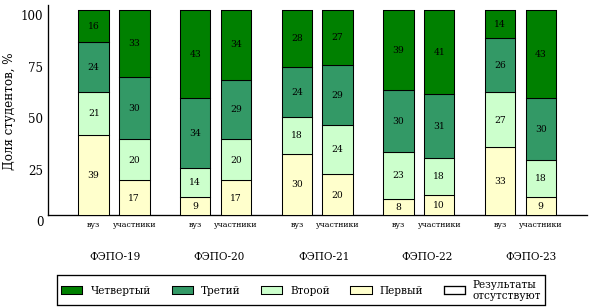 Доля студентов, %
100
75
50
25
0
16 33 43 34 28 27 39 41 14 43
24 30 34 29 24 29 30 31 26 30
21 20 14 20 18 24 23 18 27 18
39 17 9 17 30 20 8 10 33 9
вуз участники вуз участники вуз участники вуз участники вуз участники
ФЭПО-19 ФЭПО-20 ФЭПО-21 ФЭПО-22 ФЭПО-23
Четвертый Третий Второй Первый Результаты
отсутствуют